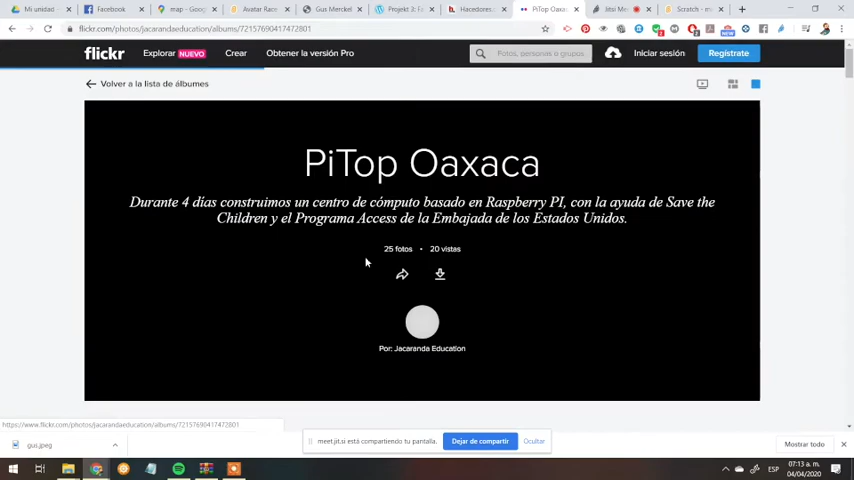 Mi unidad
Facebook
map - Goog
Avatar Raco
Gus Merkel
Projekt 2: Fa
Hacedores.
PiTop Oaxac
Jitsi Me
Scratch - m
flickr.com/photos/jacarandaeducation/albums/72157690417472801
flickr
Explorar NUEVO
Crear
Obtener la versión Pro
Fotos, personas o grupos
Iniciar sesión
Regístrate
Volver a la lista de álbumes
PiTop Oaxaca
Durante 4 días construimos un centro de cómputo basado en Raspberry PI, con la ayuda de Save the
Children y el Programa Access de la Embajada de los Estados Unidos.
25 fotos • 20 vistas
Por: Jacaranda Education
https://www.flickr.com/photos/jacarandaeducation/albums/72157690417472801
gus.jpeg
meet.jit.si está compartiendo tu pantalla.
Dejar de compartir
Ocultar
Mostrar todo
ESP
07:13 a. m.
04/04/2020